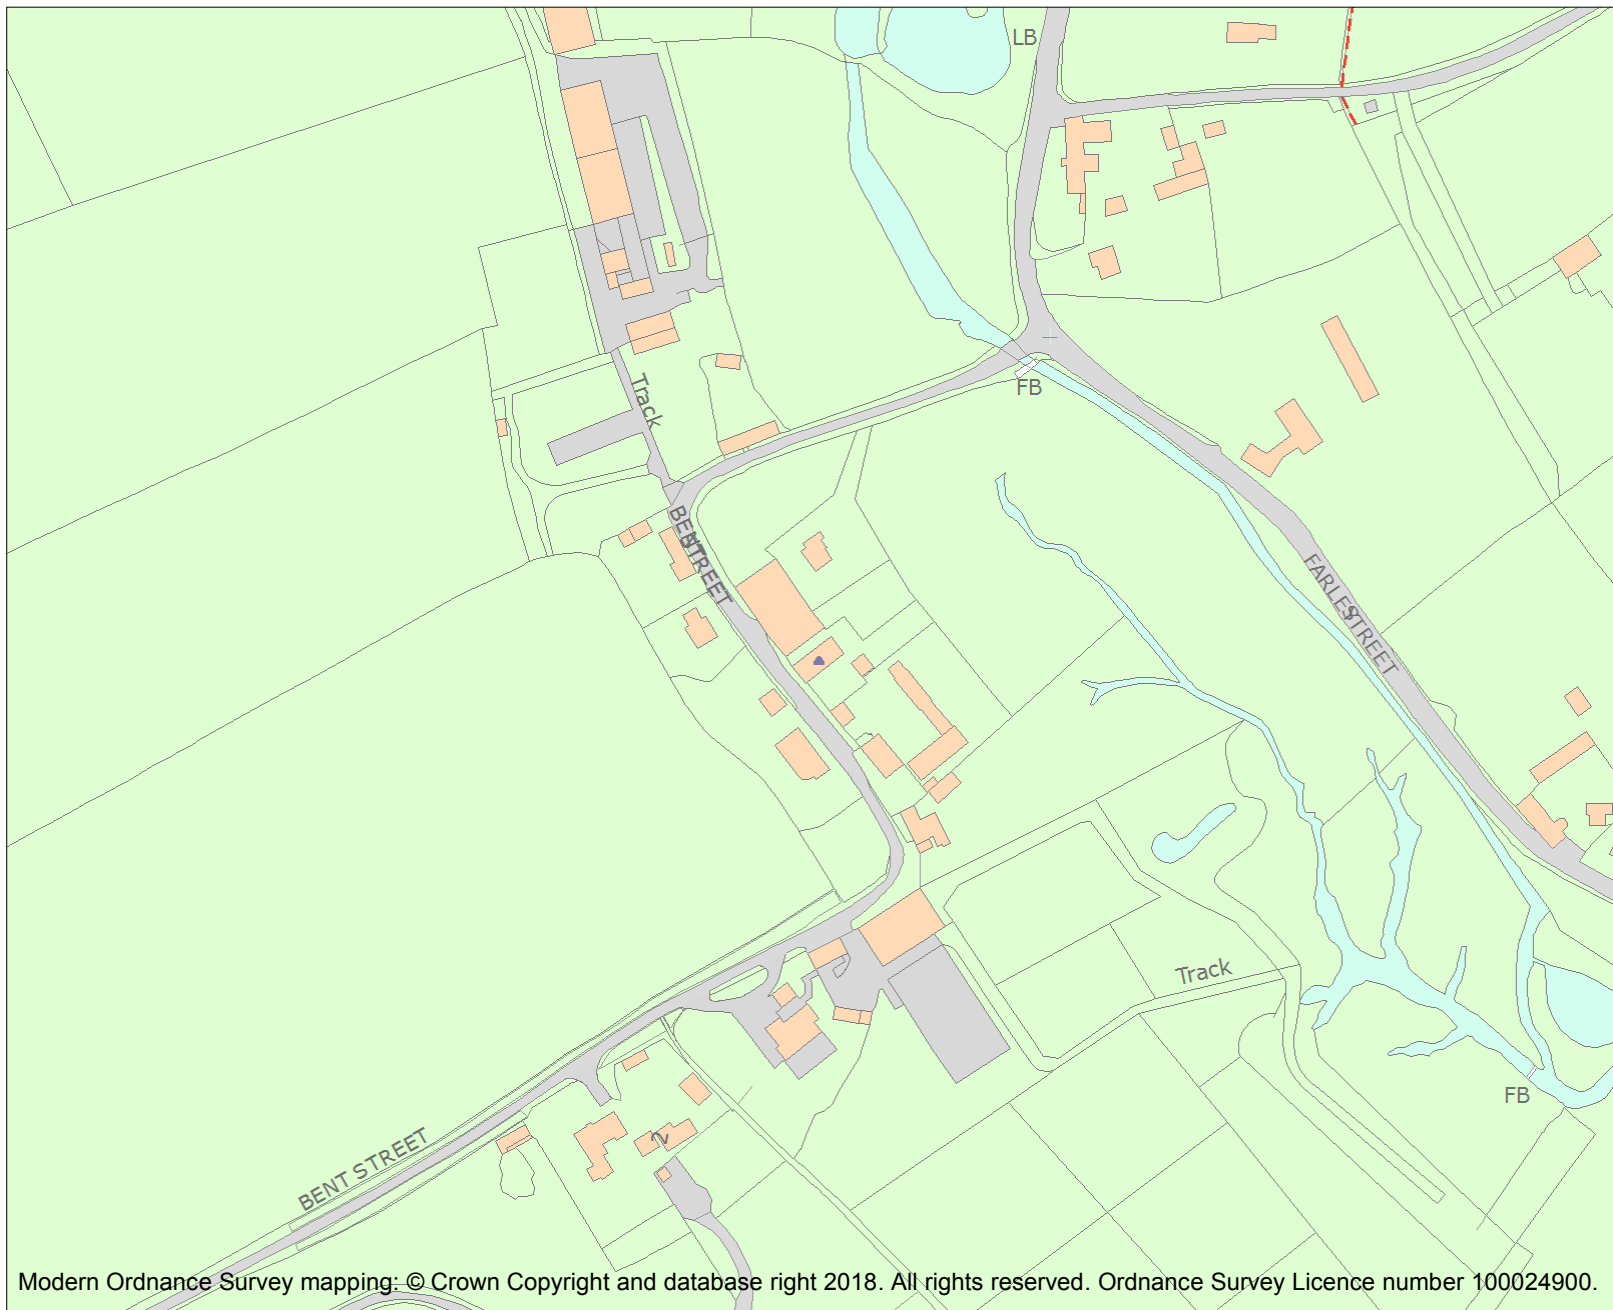 LB
Track
FB
BENT
STREET
FARLE
STREET
Track
FB
2
BENT STREET
Modern Ordnance Survey mapping: © Crown Copyright and database right 2018. All rights reserved. Ordnance Survey Licence number 100024900.